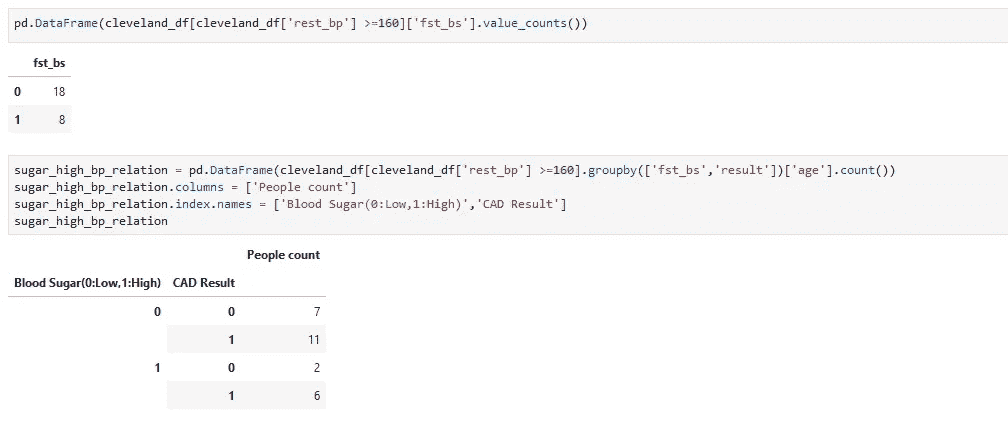 pd.DataFrame(cleveland_df[cleveland_df['rest_bp'] >=160]['fst_bs'].value_counts())
fst_bs
0 18
1 8
sugar_high_bp_relation = pd.DataFrame(cleveland_df[cleveland_df['rest_bp'] >=160].groupby(['fst_bs','result'])['age'].count())
sugar_high_bp_relation.columns = ['People count']
sugar_high_bp_relation.index.names = ['Blood Sugar(0:Low,1:High)','CAD Result']
sugar_high_bp_relation
People count
Blood Sugar(0:Low,1:High) CAD Result
0 0 7
1 11
1 0 2
1 6